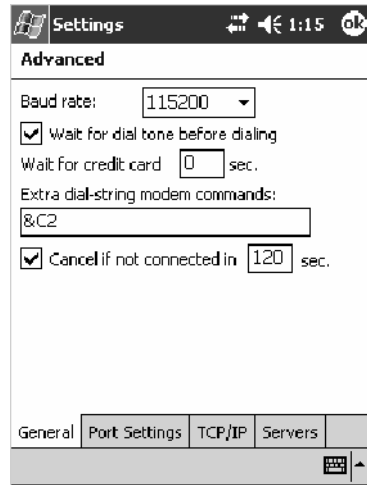 Settings 1:15 ok
Advanced
Baud rate: 115200
Wait for dial tone before dialing
Wait for credit card 0 sec.
Extra dial-string modem commands:
&C2
Cancel if not connected in 120 sec.
General Port Settings TCP/IP Servers